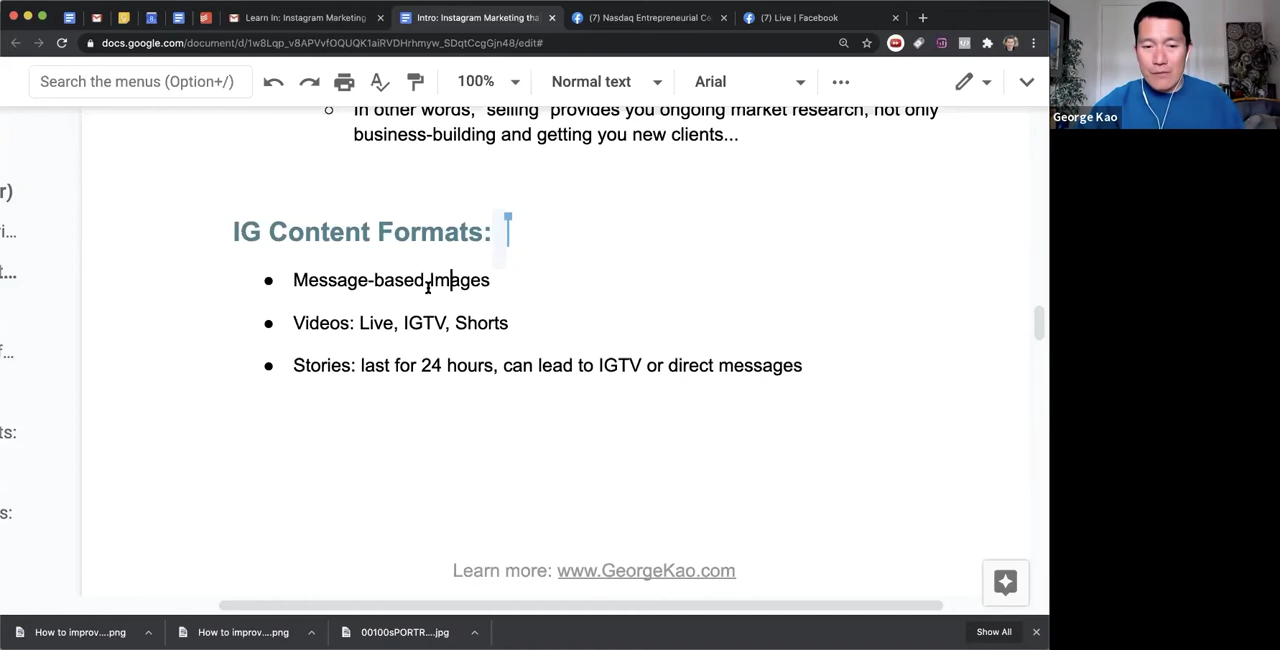 Learn In: Instagram Marketing
Intro: Instagram Marketing tha
(7) Nasdaq Entrepreneurial Ce
(7) Live | Facebook
docs.google.com/document/d/1w8Lqp_v8APVvfOQUQK1aiRVDHrhmyw_SDqtCcgGjn48/edit#
Search the menus (Option+/)
100%
Normal text
Arial
George Kao
In other words, "selling" provides you ongoing market research, not only
business-building and getting you new clients...
r)
ri...
t...
f...
ts:
s:
IG Content Formats:
● Message-based Images
● Videos: Live, IGTV, Shorts
● Stories: last for 24 hours, can lead to IGTV or direct messages
Learn more: www.GeorgeKao.com
How to improv....png
How to improv....png
00100sPORTR....jpg
Show All